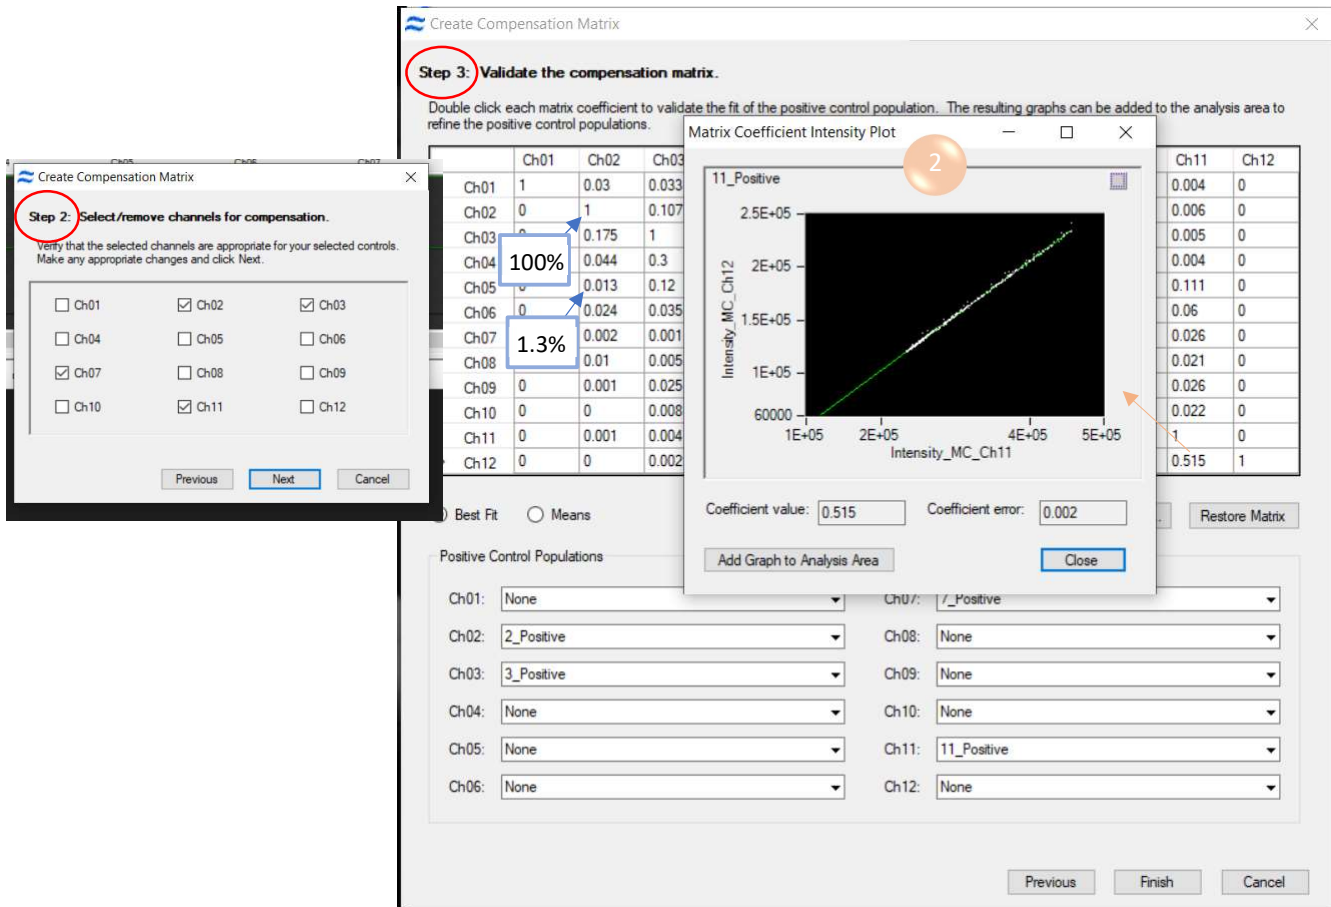 Create Compensation Matrix
Step 3: Validate the compensation matrix.
Double click each matrix coefficient to validate the fit of the positive control population. The resulting graphs can be added to the analysis area to
refine the positive control populations.
Ch01 Ch02 Ch03 Ch11 Ch12
Ch01 1 0.03 0.033 0.004 0
Ch02 0 1 0.107 0.006 0
Ch03 0.175 1 0.005 0
Ch04 0.044 0.3 0.004 0
Ch05 0.013 0.12 0.111 0
Ch06 0 0.024 0.035 0.06 0
Ch07 0.002 0.001 0.026 0
Ch08 0.01 0.005 0.021 0
Ch09 0 0.001 0.025 0.026 0
Ch10 0 0 0.008 0.022 0
Ch11 0 0.001 0.004 1 0
Ch12 0 0 0.002 0.515 1
100%
1.3%
Best Fit Means
Restore Matrix
Positive Control Populations
Ch01: None
Ch02: 2_Positive
Ch03: 3_Positive
Ch04: None
Ch05: None
Ch06: None
Ch07: 7_Positive
Ch08: None
Ch09: None
Ch10: None
Ch11: 11_Positive
Ch12: None
Previous Finish Cancel
Matrix Coefficient Intensity Plot
2
11_Positive
2.5E+05
2E+05
1.5E+05
1E+05
60000
Intensity_MC_Ch12
1E+05 2E+05 4E+05 5E+05
Intensity_MC_Ch11
Coefficient value: 0.515 Coefficient error: 0.002
Add Graph to Analysis Area Close
Ch05 Ch06 Ch07
Create Compensation Matrix
Step 2: Select/remove channels for compensation.
Verify that the selected channels are appropriate for your selected controls.
Make any appropriate changes and click Next.
Ch01 Ch02 Ch03
Ch04 Ch05 Ch06
Ch07 Ch08 Ch09
Ch10 Ch11 Ch12
Previous Next Cancel